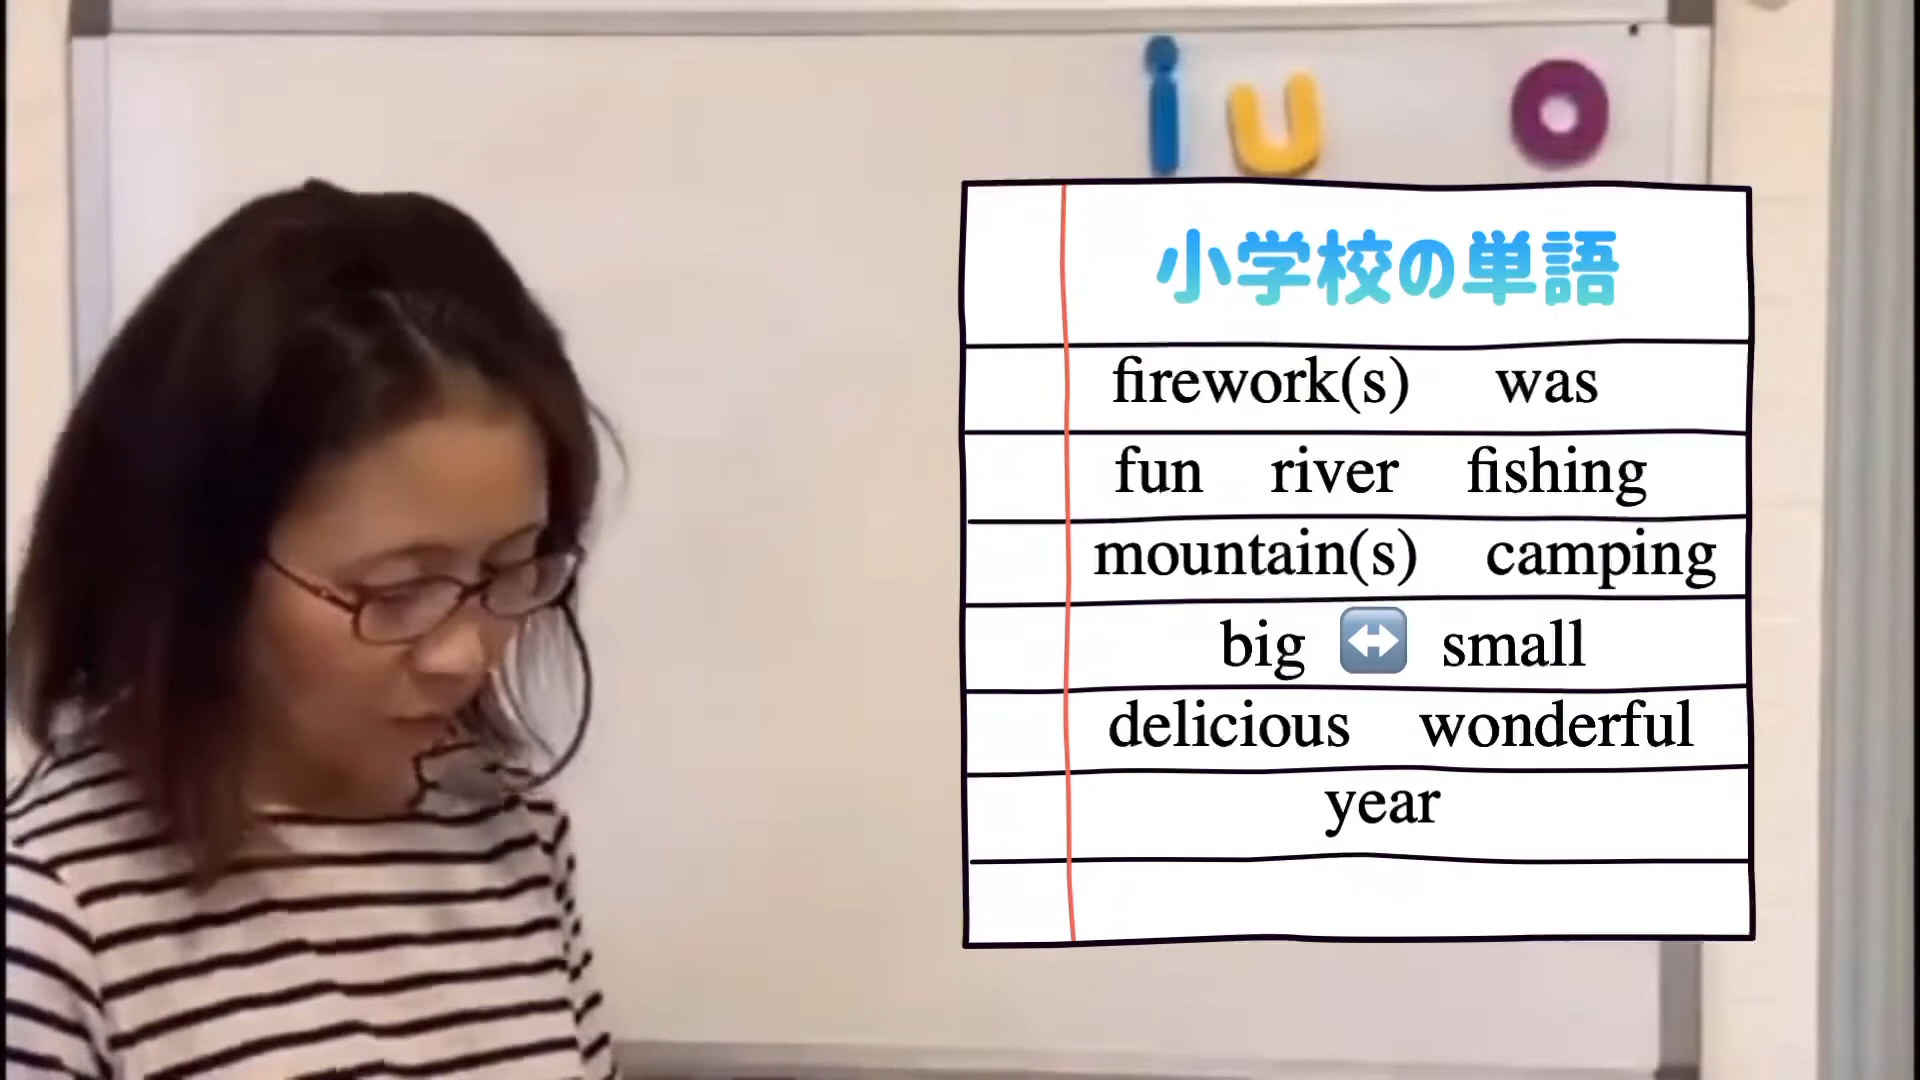 i u o
小学校の単語
firework(s) was
fun river fishing
mountain(s) camping
big ↔ small
delicious wonderful
year